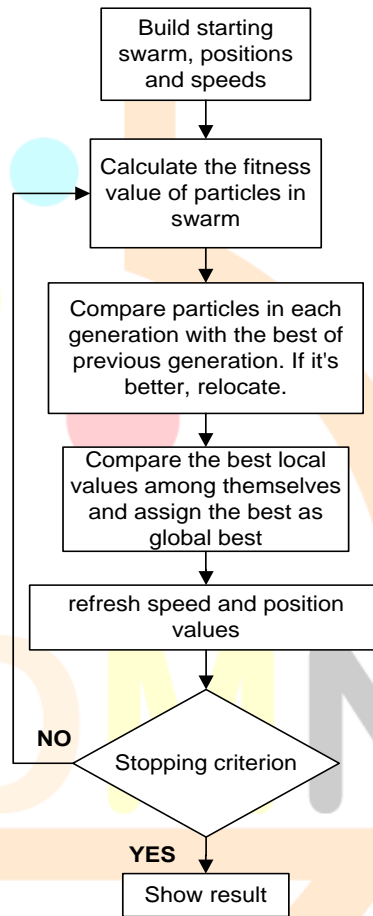 Build starting
swarm, positions
and speeds
Calculate the fitness
value of particles in
swarm
Compare particles in each
generation with the best of
previous generation. If it's
better, relocate.
Compare the best local
values among themselves
and assign the best as
global best
refresh speed and position
values
NO
Stopping criterion
YES
Show result